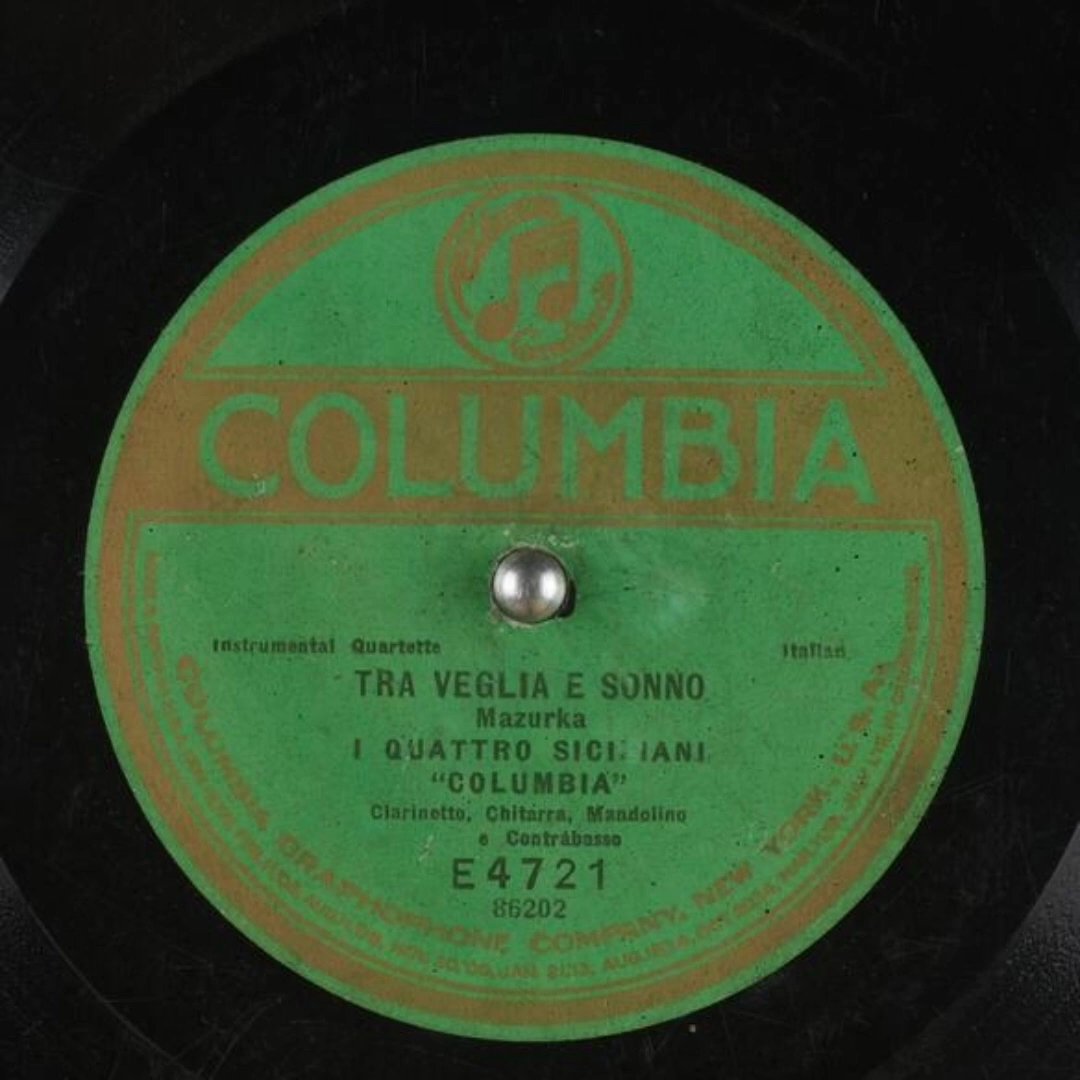 COLUMBIA
Instrumental Quartette
Italian
TRA VEGLIA E SONNO
Mazurka
I QUATTRO SICILIANI
“COLUMBIA”
Clarinetto, Chitarra, Mandolino
e Contrabasso
E4721
86202
COLUMBIA GRAPHOPHONE COMPANY, NEW YORK, U.S.A.